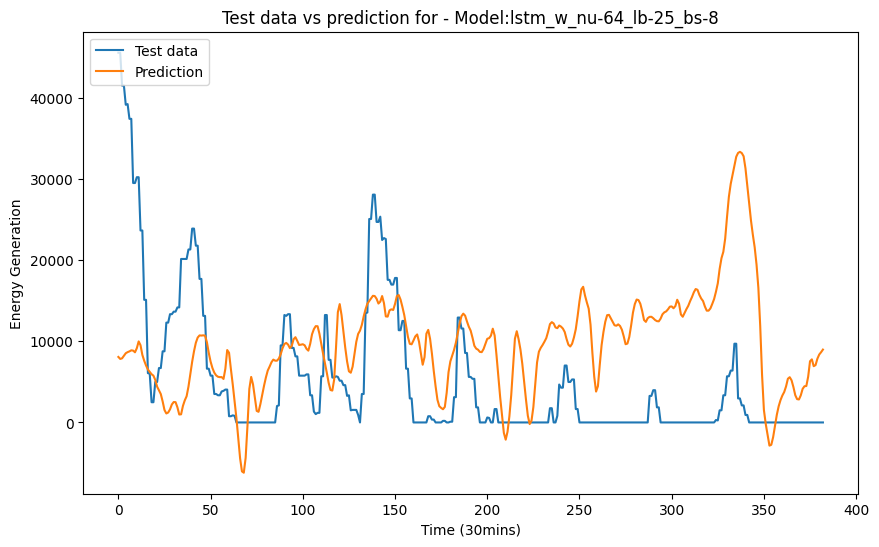 Test data vs prediction for - Model:lstm_w_nu-64_lb-25_bs-8
Test data
Prediction
Energy Generation
40000
30000
20000
10000
0
0 50 100 150 200 250 300 350 400
Time (30mins)